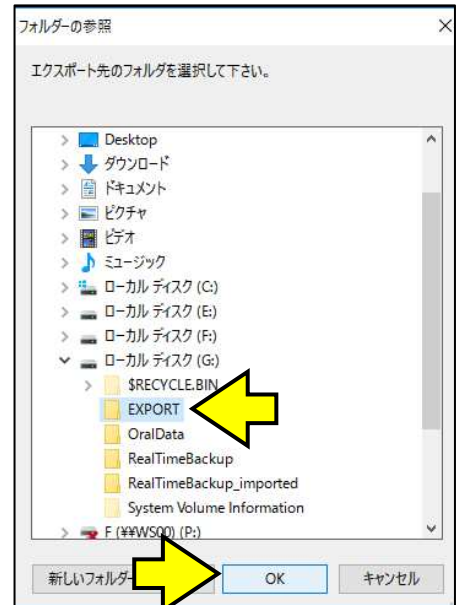 フォルダーの参照
エクスポート先のフォルダを選択して下さい。
Desktop
ダウンロード
ドキュメント
ピクチャ
ビデオ
ミュージック
ローカル ディスク (C:)
ローカル ディスク (E:)
ローカル ディスク (F:)
ローカル ディスク (G:)
$RECYCLE.BIN
EXPORT
OralData
RealTimeBackup
RealTimeBackup_imported
System Volume Information
F (¥¥WS00) (P:)
新しいフォルダー OK キャンセル